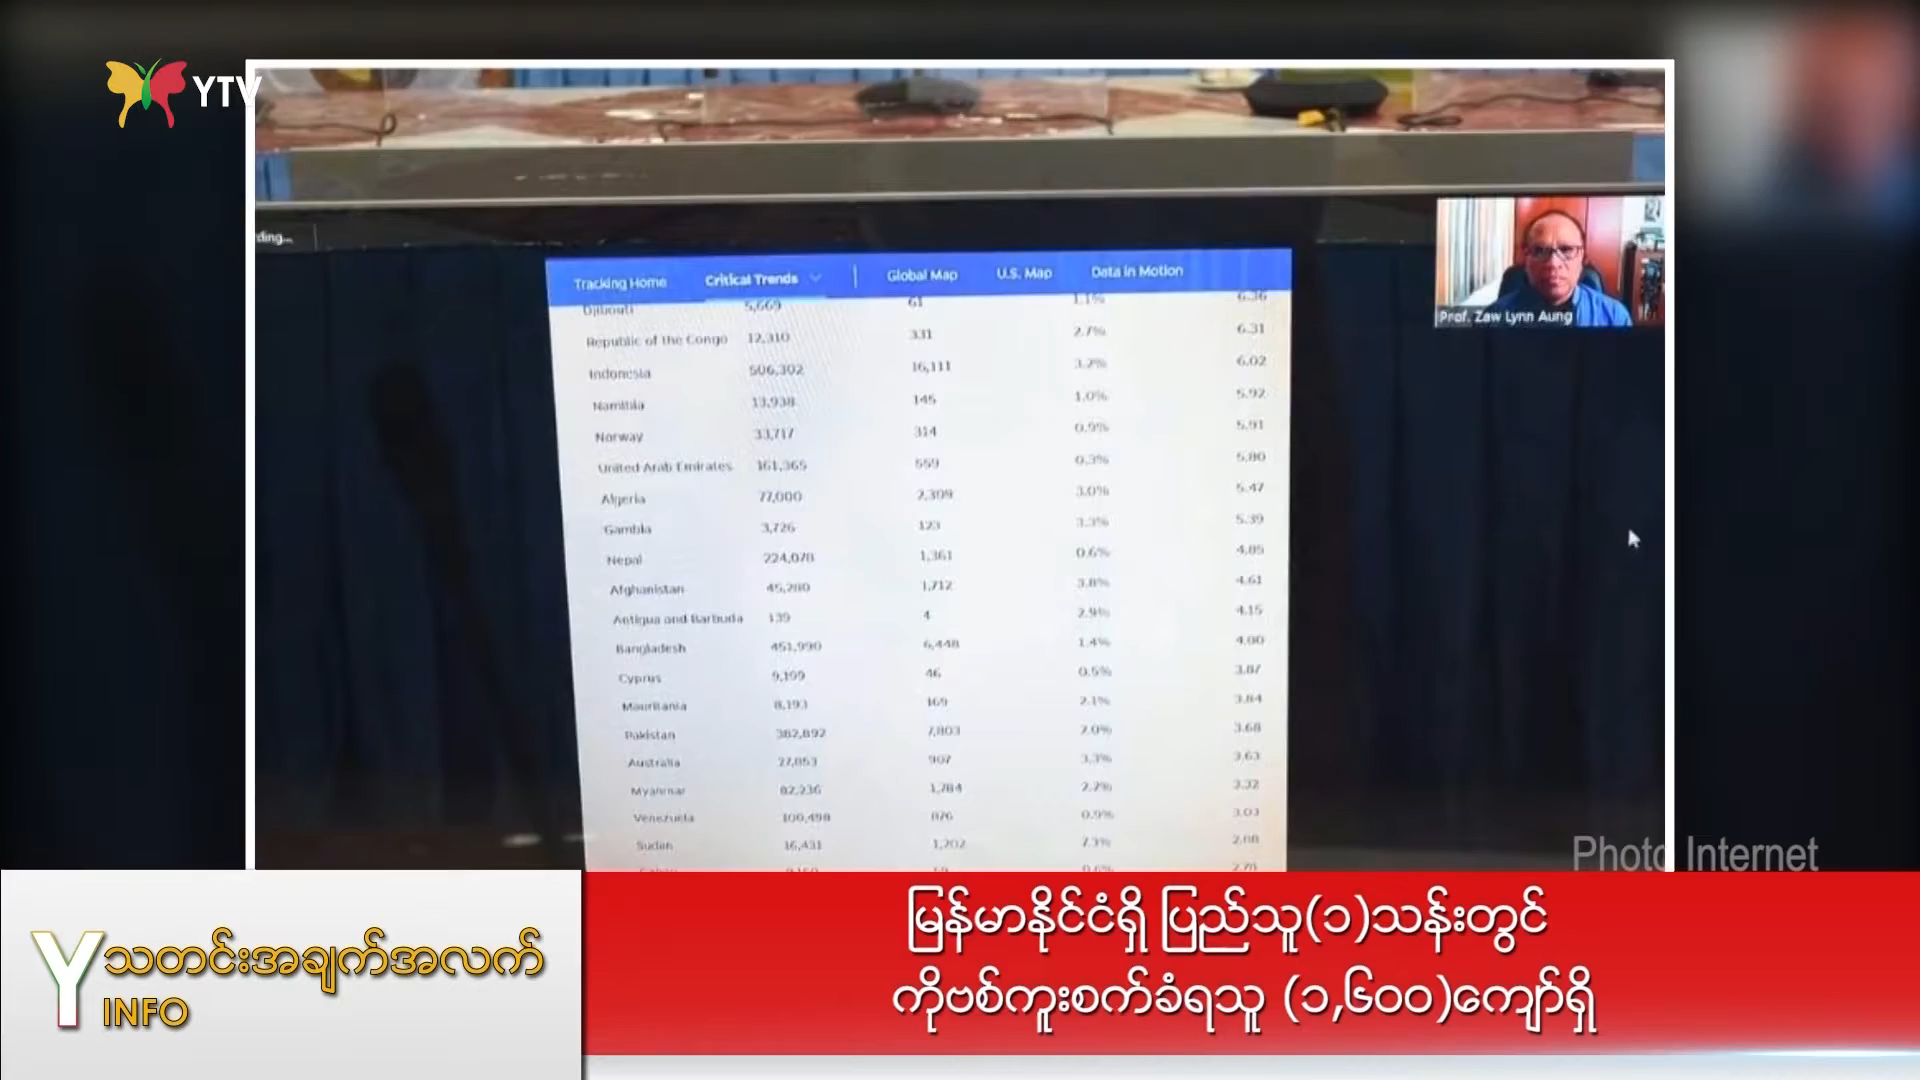 YTV
ding...
Tracking Home Critical Trends Global Map U.S. Map Data in Motion
Djibouti 5,669 61 1.1% 6.36
Republic of the Congo 12,310 331 2.7% 6.31
Indonesia 506,302 16,111 3.2% 6.02
Namibia 13,938 145 1.0% 5.92
Norway 33,717 314 0.9% 5.91
United Arab Emirates 161,365 559 0.3% 5.80
Algeria 77,000 2,309 3.0% 5.47
Gambia 3,726 123 3.3% 5.39
Nepal 224,078 1,361 0.6% 4.85
Afghanistan 45,280 1,712 3.8% 4.61
Antigua and Barbuda 139 4 2.9% 4.15
Bangladesh 451,990 6,448 1.4% 4.00
Cyprus 9,199 46 0.5% 3.87
Mauritania 8,193 169 2.1% 3.84
Pakistan 382,892 7,803 2.0% 3.68
Australia 27,853 907 3.3% 3.63
Myanmar 82,236 1,784 2.2% 3.32
Venezuela 100,498 876 0.9% 3.03
Sudan 16,431 1,202 7.3% 2.88
Prof. Zaw Lynn Aung
Photo Internet
Y သတင်းအချက်အလက်
INFO
မြန်မာနိုင်ငံရှိ ပြည်သူ(၁)သန်းတွင်
ကိုဗစ်ကူးစက်ခံရသူ (၁,၆၀၀)ကျော်ရှိ